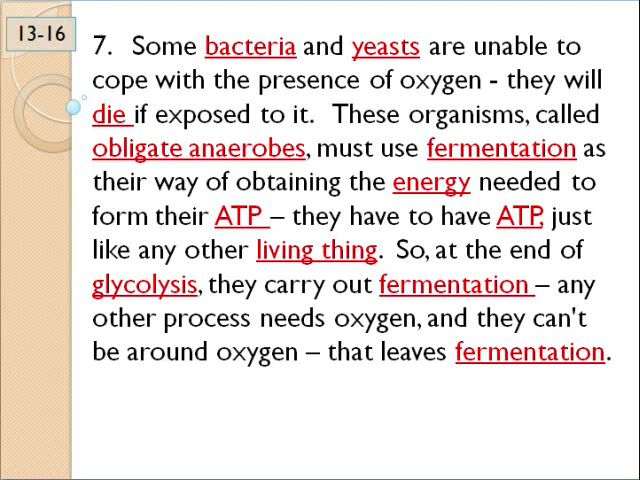 13-16
7. Some bacteria and yeasts are unable to
cope with the presence of oxygen - they will
die if exposed to it. These organisms, called
obligate anaerobes, must use fermentation as
their way of obtaining the energy needed to
form their ATP – they have to have ATP, just
like any other living thing. So, at the end of
glycolysis, they carry out fermentation – any
other process needs oxygen, and they can't
be around oxygen – that leaves fermentation.